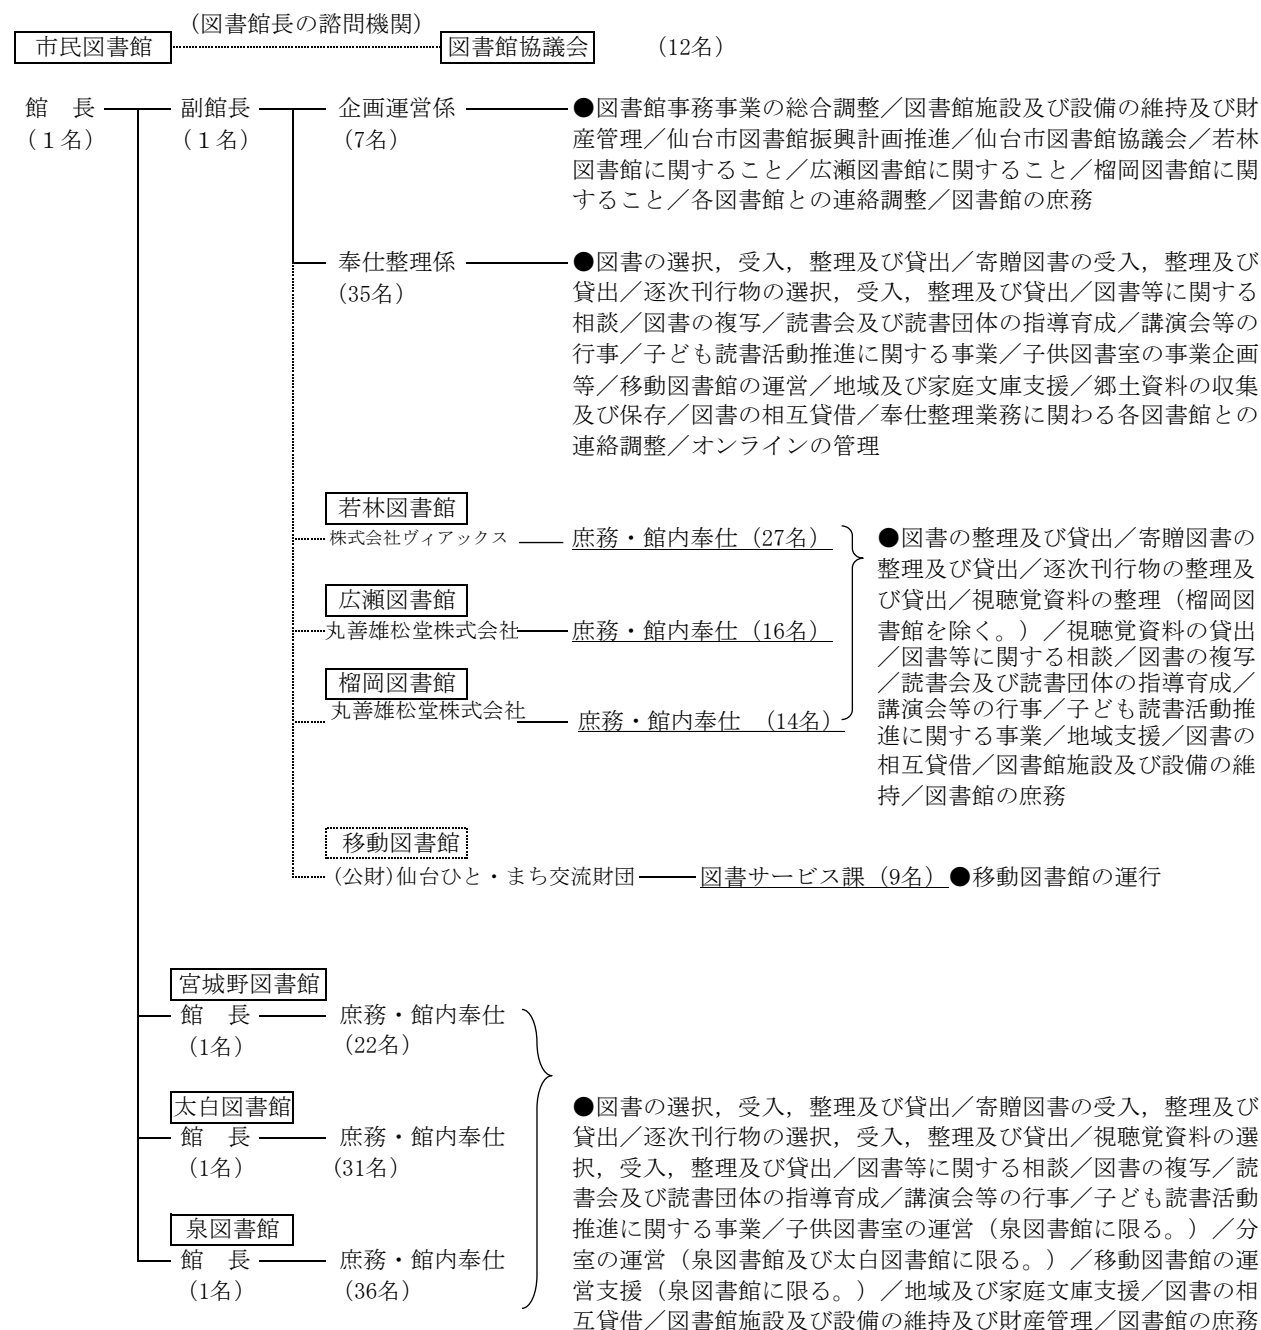 (図書館長の諮問機関)
市民図書館
図書館協議会
(12名)
館　長
副館長
企画運営係
(１名)
(１名)
(7名)
●図書館事務事業の総合調整／図書館施設及び設備の維持及び財
産管理／仙台市図書館振興計画推進／仙台市図書館協議会／若林
図書館に関すること／広瀬図書館に関すること／榴岡図書館に関
すること／各図書館との連絡調整／図書館の庶務
奉仕整理係
(35名)
●図書の選択，受入，整理及び貸出／寄贈図書の受入，整理及び
貸出／逐次刊行物の選択，受入，整理及び貸出／図書等に関する
相談／図書の複写／読書会及び読書団体の指導育成／講演会等の
行事／子ども読書活動推進に関する事業／子供図書室の事業企画
等／移動図書館の運営／地域及び家庭文庫支援／郷土資料の収集
及び保存／図書の相互貸借／奉仕整理業務に関わる各図書館との
連絡調整／オンラインの管理
若林図書館
株式会社ヴィアックス
庶務・館内奉仕（27名）
広瀬図書館
丸善雄松堂株式会社
庶務・館内奉仕（16名）
榴岡図書館
丸善雄松堂株式会社
庶務・館内奉仕　（14名）
●図書の整理及び貸出／寄贈図書の
整理及び貸出／逐次刊行物の整理及
び貸出／視聴覚資料の整理（榴岡図
書館を除く。）／視聴覚資料の貸出
／図書等に関する相談／図書の複写
／読書会及び読書団体の指導育成／
講演会等の行事／子ども読書活動推
進に関する事業／地域支援／図書の
相互貸借／図書館施設及び設備の維
持／図書館の庶務
移動図書館
(公財)仙台ひと・まち交流財団
図書サービス課（9名）
●移動図書館の運行
宮城野図書館
館　長
庶務・館内奉仕
(1名)
(22名)
太白図書館
館　長
庶務・館内奉仕
(1名)
(31名)
泉図書館
館　長
庶務・館内奉仕
(1名)
(36名)
●図書の選択，受入，整理及び貸出／寄贈図書の受入，整理及び
貸出／逐次刊行物の選択，受入，整理及び貸出／視聴覚資料の選
択，受入，整理及び貸出／図書等に関する相談／図書の複写／読
書会及び読書団体の指導育成／講演会等の行事／子ども読書活動
推進に関する事業／子供図書室の運営（泉図書館に限る。）／分
室の運営（泉図書館及び太白図書館に限る。）／移動図書館の運
営支援（泉図書館に限る。）／地域及び家庭文庫支援／図書の相
互貸借／図書館施設及び設備の維持及び財産管理／図書館の庶務